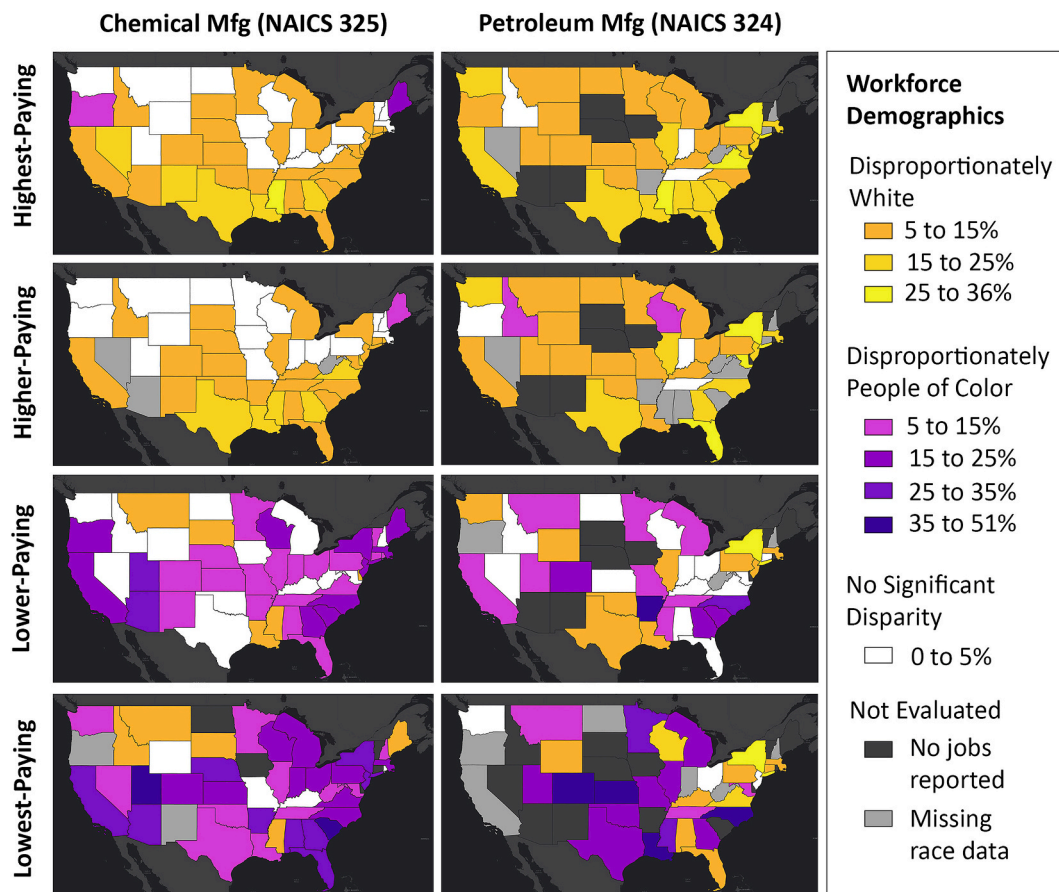 Chemical Mfg (NAICS 325)
Petroleum Mfg (NAICS 324)
Highest-Paying
Higher-Paying
Lower-Paying
Lowest-Paying
Workforce
Demographics
Disproportionately
White
5 to 15%
15 to 25%
25 to 36%
Disproportionately
People of Color
5 to 15%
15 to 25%
25 to 35%
35 to 51%
No Significant
Disparity
0 to 5%
Not Evaluated
No jobs
reported
Missing
race data